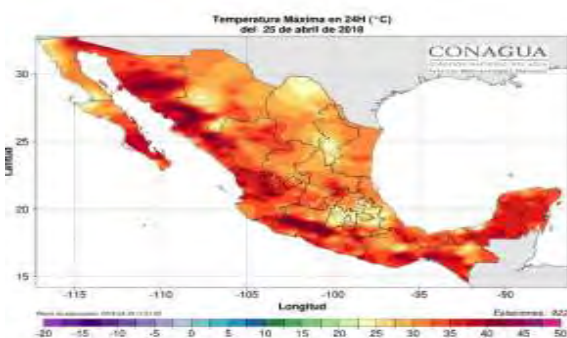 Temperatura Máxima en 24H (°C)
del 25 de abril de 2018
CONAGUA
30
25
20
15
Latitud
-115 -110 -105 -100 -95 -90
Longitud
Estaciones: 922
-20 -15 -10 -5 0 5 10 15 20 25 30 35 40 45 50